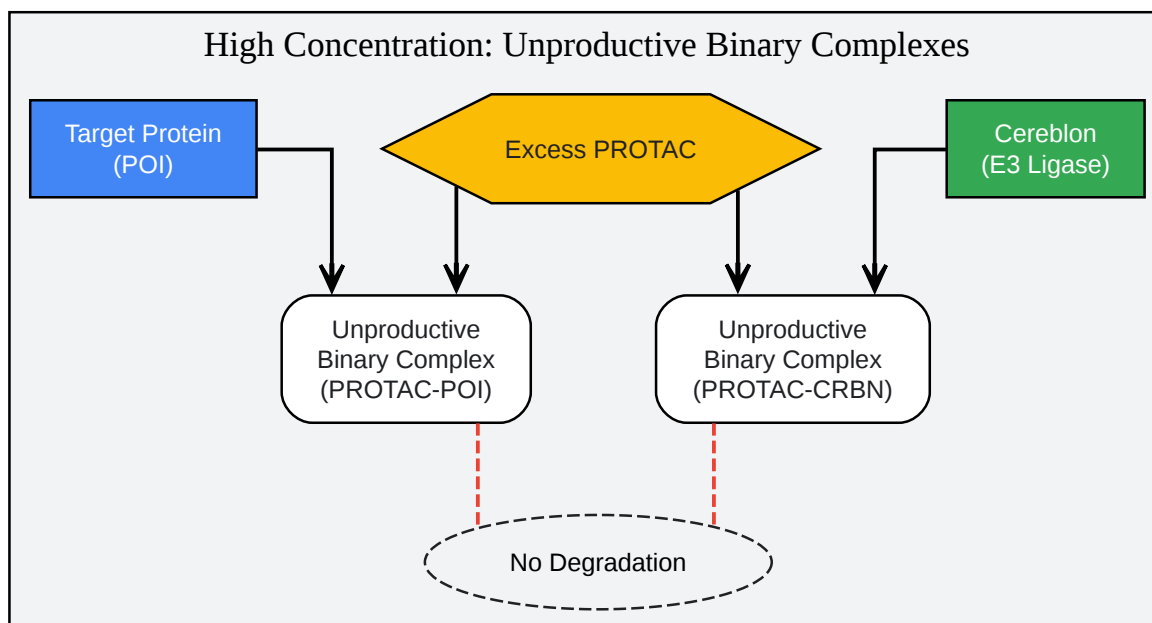 High Concentration: Unproductive Binary Complexes
Target Protein
(POI)
Excess PROTAC
Cereblon
(E3 Ligase)
Unproductive
Binary Complex
(PROTAC-POI)
Unproductive
Binary Complex
(PROTAC-CRBN)
No Degradation